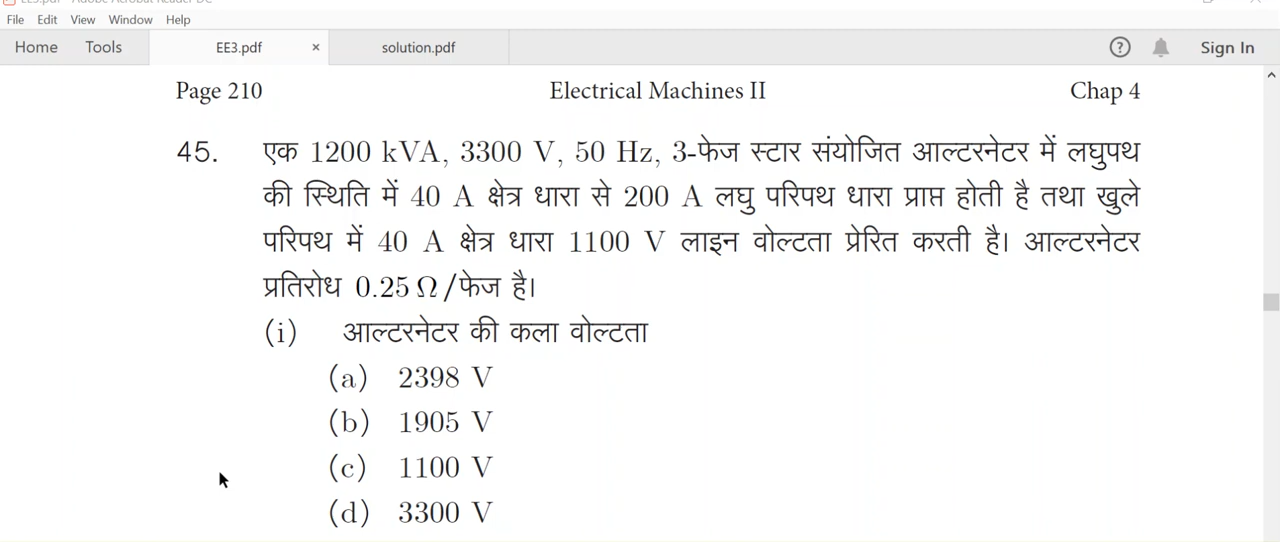 File Edit View Window Help
Home Tools EE3.pdf × solution.pdf ? Sign In
Page 210 Electrical Machines II Chap 4
45. एक 1200 kVA, 3300 V, 50 Hz, 3-फेज स्टार संयोजित आल्टरनेटर में लघुपथ
की स्थिति में 40 A क्षेत्र धारा से 200 A लघु परिपथ धारा प्राप्त होती है तथा खुले
परिपथ में 40 A क्षेत्र धारा 1100 V लाइन वोल्टता प्रेरित करती है। आल्टरनेटर
प्रतिरोध 0.25 Ω/फेज है।
(i) आल्टरनेटर की कला वोल्टता
(a) 2398 V
(b) 1905 V
(c) 1100 V
(d) 3300 V